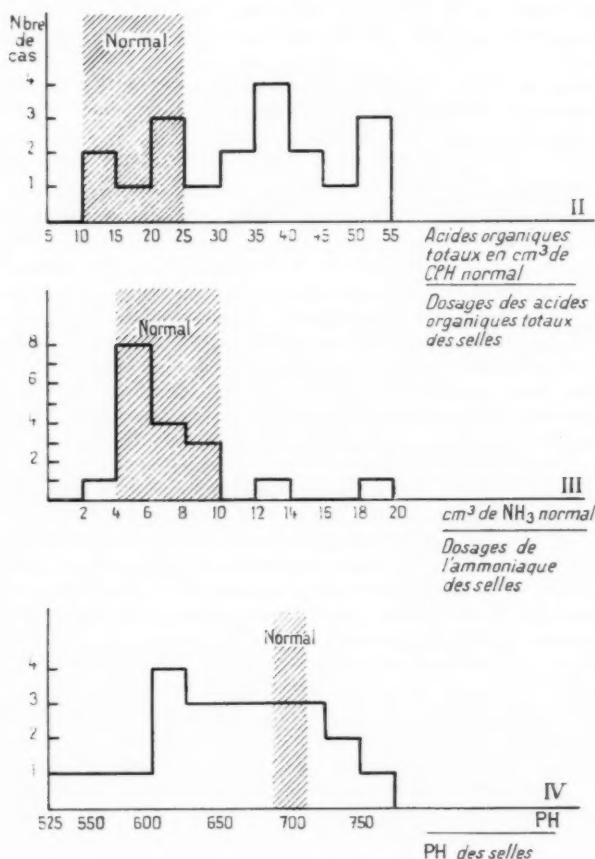 Nbre
de
cas
Normal
4
3
2
1
II
5 10 15 20 25 30 35 40 45 50 55
Acides organiques
totaux en cm³ de
CPH normal
Dosages des acides
organiques totaux
des selles
Normal
8
6
4
2
III
2 4 6 8 10 12 14 16 18 20
cm³ de NH₃ normal
Dosages de
l'ammoniaque
des selles
Normal
4
3
2
1
IV
525 550 600 650 700 750 PH
PH des selles